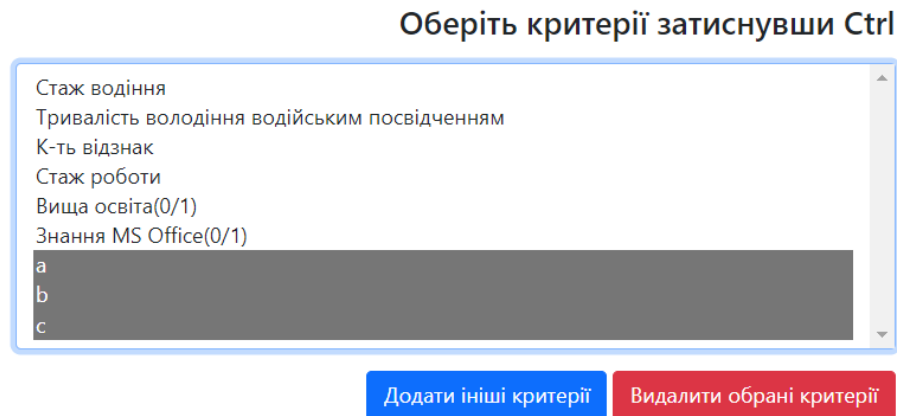 Оберіть критерії затиснувши Ctrl
Стаж водіння
Тривалість володіння водійським посвідченням
К-ть відзнак
Стаж роботи
Вища освіта(0/1)
Знання MS Office(0/1)
a
b
c
Додати ініші критерії
Видалити обрані критерії